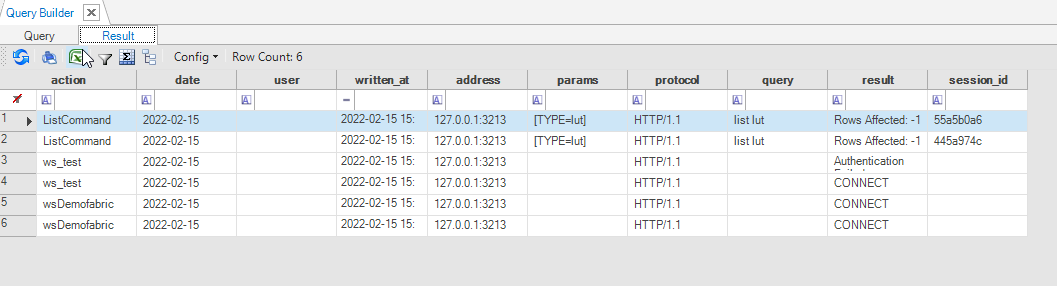 Query Builder
Query Result
Config Row Count: 6
action date user written_at address params protocol query result session_id
1 ListCommand 2022-02-15 2022-02-15 15: 127.0.0.1:3213 [TYPE=lut] HTTP/1.1 list lut Rows Affected: -1 55a5b0a6
2 ListCommand 2022-02-15 2022-02-15 15: 127.0.0.1:3213 [TYPE=lut] HTTP/1.1 list lut Rows Affected: -1 445a974c
3 ws_test 2022-02-15 2022-02-15 15: 127.0.0.1:3213 HTTP/1.1 Authentication
4 ws_test 2022-02-15 2022-02-15 15: 127.0.0.1:3213 HTTP/1.1 CONNECT
5 wsDemofabric 2022-02-15 2022-02-15 15: 127.0.0.1:3213 HTTP/1.1 CONNECT
6 wsDemofabric 2022-02-15 2022-02-15 15: 127.0.0.1:3213 HTTP/1.1 CONNECT